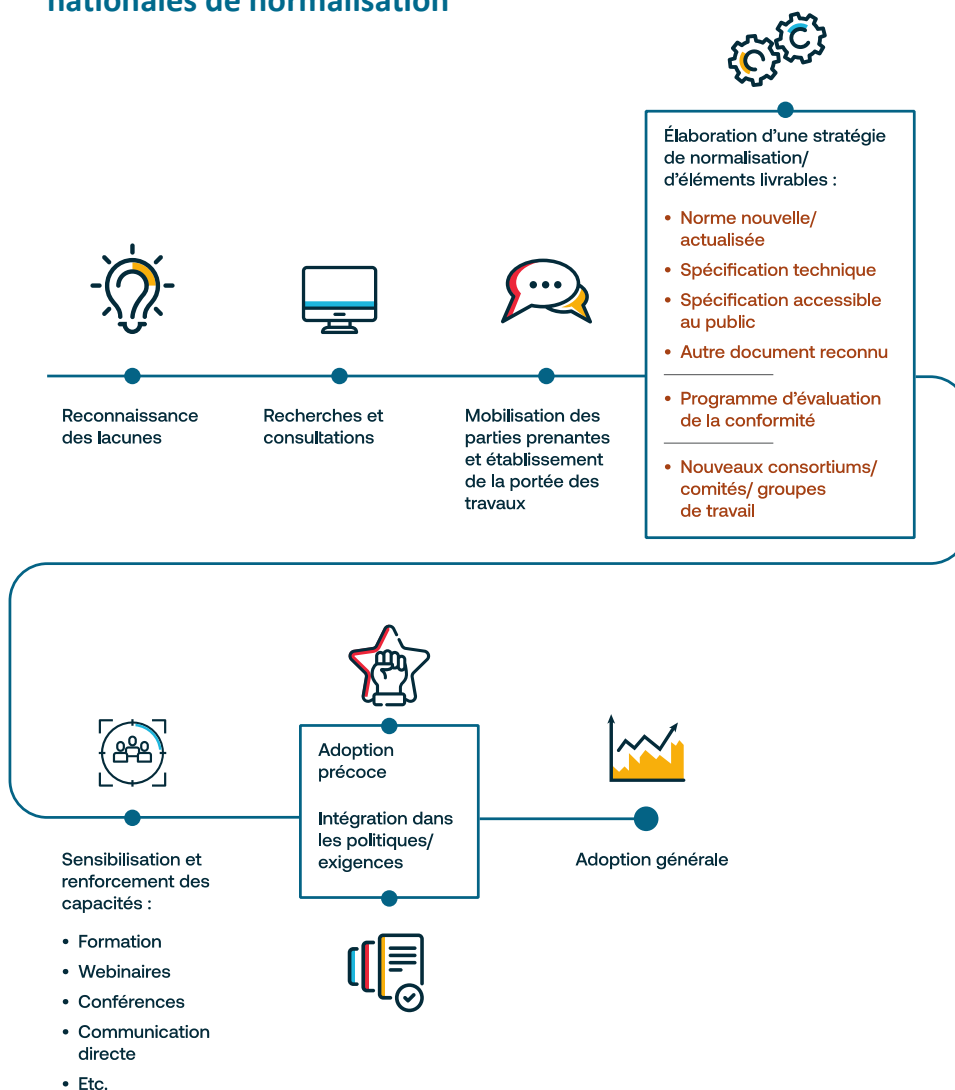 nationales de normalisation
Élaboration d’une stratégie
de normalisation/
d’éléments livrables :
• Norme nouvelle/
actualisée
• Spécification technique
• Spécification accessible
au public
• Autre document reconnu
• Programme d’évaluation
de la conformité
• Nouveaux consortiums/
comités/ groupes
de travail
Reconnaissance
des lacunes
Recherches et
consultations
Mobilisation des
parties prenantes
et établissement
de la portée des
travaux
Sensibilisation et
renforcement des
capacités :
• Formation
• Webinaires
• Conférences
• Communication
directe
• Etc.
Adoption
précoce
Intégration dans
les politiques/
exigences
Adoption générale